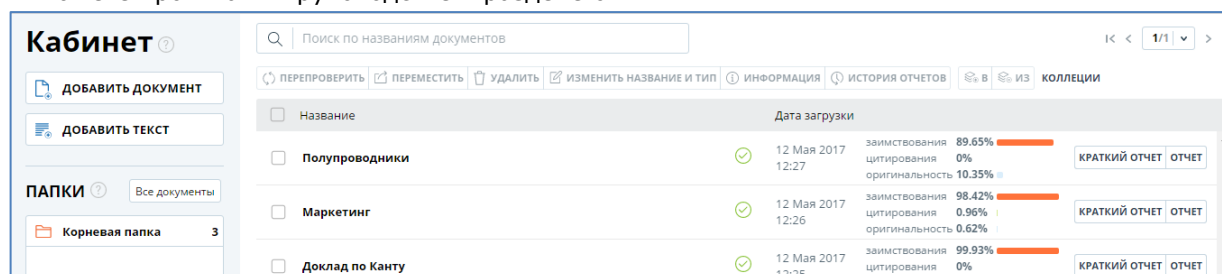 Кабинет
Поиск по названиям документов
1/1
ДОБАВИТЬ ДОКУМЕНТ
ПЕРЕПРОВЕРИТЬ ПЕРЕМЕСТИТЬ УДАЛИТЬ ИЗМЕНИТЬ НАЗВАНИЕ И ТИП ИНФОРМАЦИЯ ИСТОРИЯ ОТЧЕТОВ В ИЗ КОЛЛЕЦИИ
ДОБАВИТЬ ТЕКСТ
Название Дата загрузки
Полупроводники
12 Мая 2017
12:27
заимствования 89.65%
цитирования 0%
оригинальность 10.35%
КРАТКИЙ ОТЧЕТ ОТЧЕТ
ПАПКИ Все документы
Маркетинг
12 Мая 2017
12:26
заимствования 98.42%
цитирования 0.96%
оригинальность 0.62%
КРАТКИЙ ОТЧЕТ ОТЧЕТ
Корневая папка 3
Доклад по Канту
12 Мая 2017
заимствования 99.93%
цитирования 0%
КРАТКИЙ ОТЧЕТ ОТЧЕТ